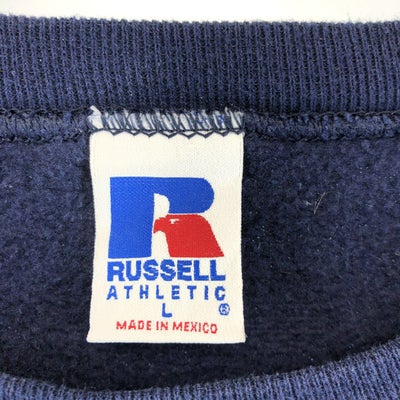 R
RUSSELL
ATHLETIC ®
L
MADE IN MEXICO